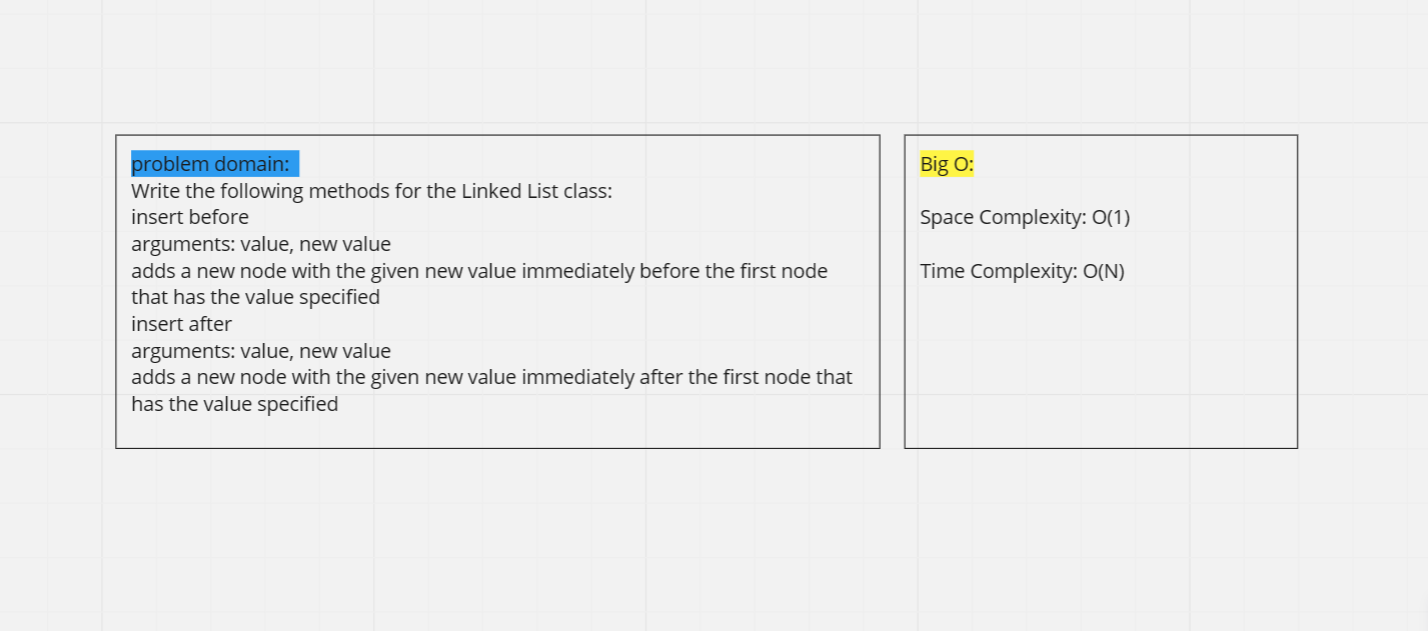 problem domain:
Write the following methods for the Linked List class:
insert before
arguments: value, new value
adds a new node with the given new value immediately before the first node
that has the value specified
insert after
arguments: value, new value
adds a new node with the given new value immediately after the first node that
has the value specified
Big O:
Space Complexity: O(1)
Time Complexity: O(N)